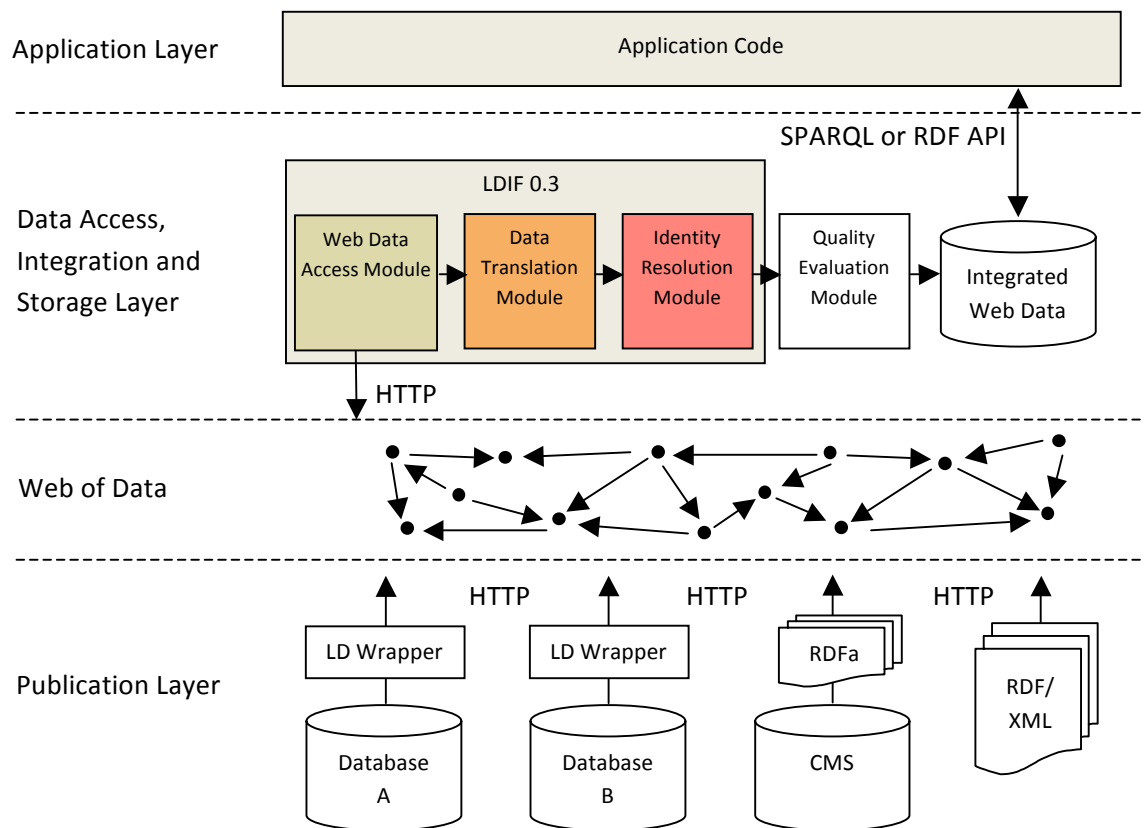 Application Layer
Application Code
SPARQL or RDF API
Data Access,
Integration and
Storage Layer
LDIF 0.3
Web Data
Access Module
Data
Translation
Module
Identity
Resolution
Module
Quality
Evaluation
Module
Integrated
Web Data
HTTP
Web of Data
HTTP
HTTP
HTTP
Publication Layer
LD Wrapper
LD Wrapper
RDFa
RDF/
XML
Database
A
Database
B
CMS